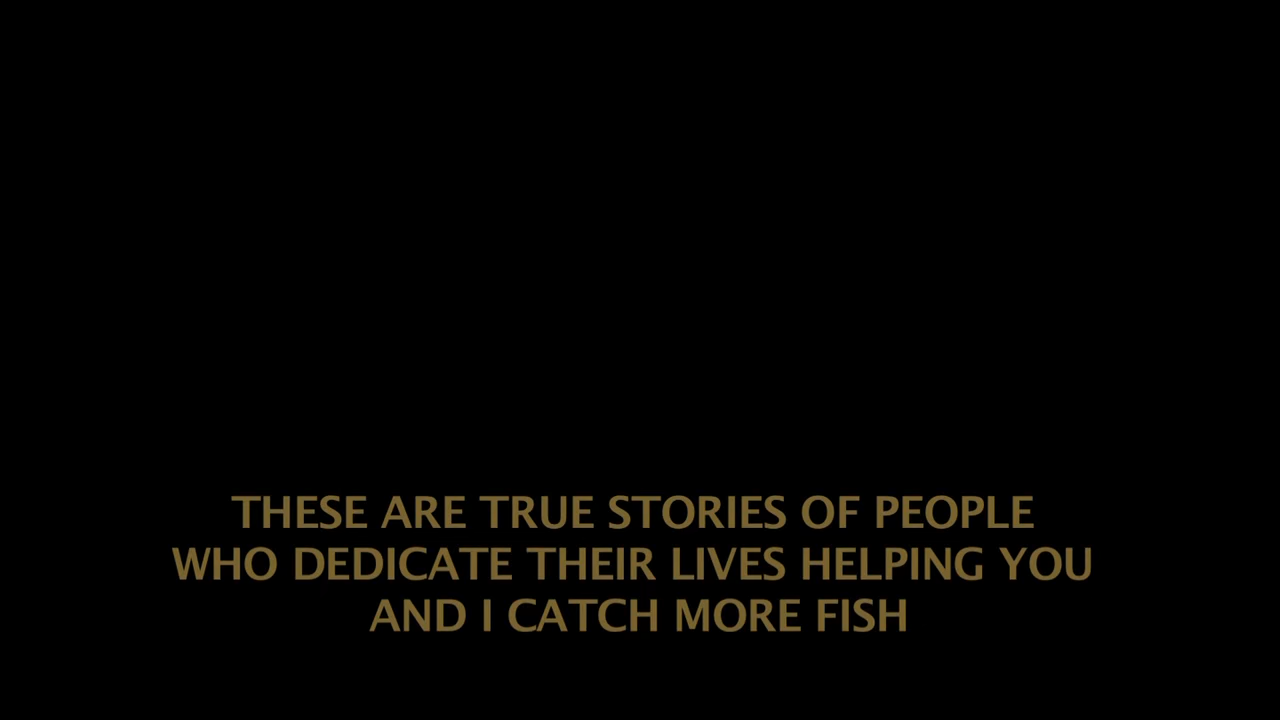 THESE ARE TRUE STORIES OF PEOPLE
WHO DEDICATE THEIR LIVES HELPING YOU
AND I CATCH MORE FISH